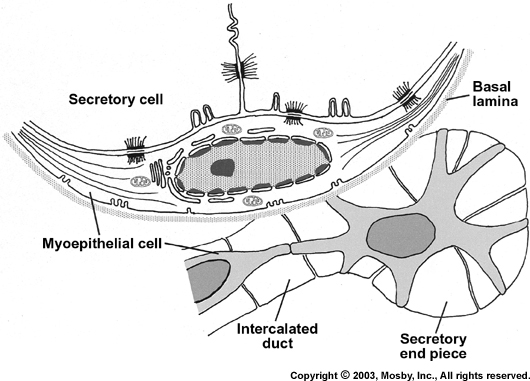 Secretory cell
Basal
lamina
Myoepithelial cell
Intercalated
duct
Secretory
end piece
Copyright © 2003, Mosby, Inc., All rights reserved.